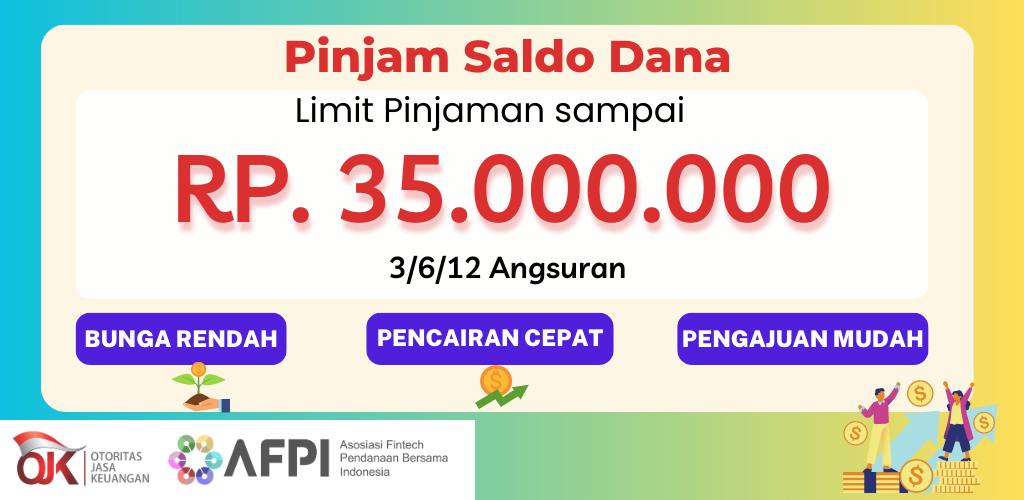 Pinjam Saldo Dana
Limit Pinjaman sampai
RP. 35.000.000
3/6/12 Angsuran
BUNGA RENDAH
PENCAIRAN CEPAT
PENGAJUAN MUDAH
OJK
OTORITAS
JASA
KEUANGAN
AFPI
Asosiasi Fintech
Pendanaan Bersama
Indonesia